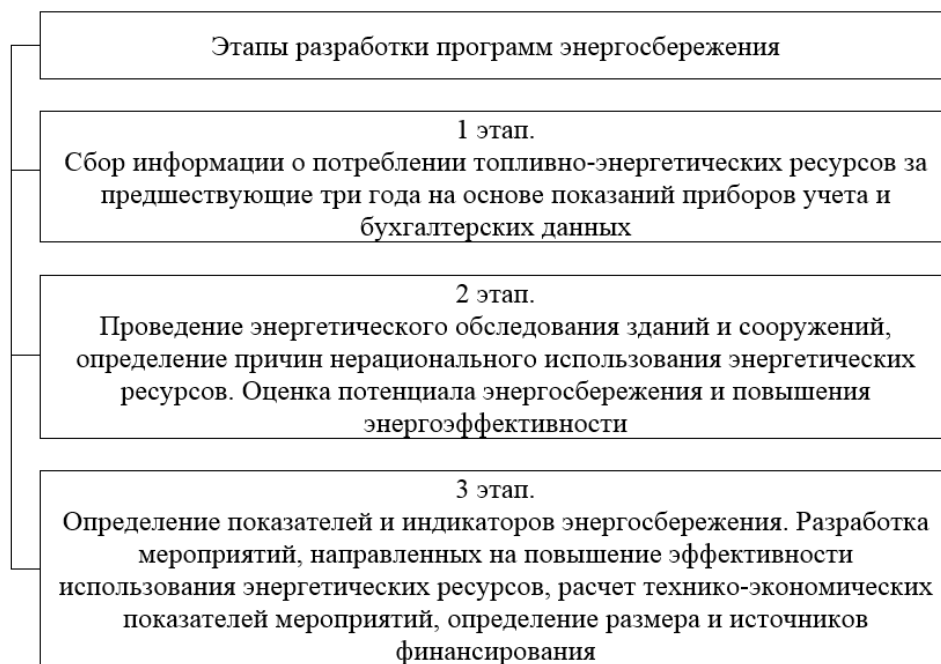 Этапы разработки программ энергосбережения
1 этап.
Сбор информации о потреблении топливно-энергетических ресурсов за
предшествующие три года на основе показаний приборов учета и
бухгалтерских данных
2 этап.
Проведение энергетического обследования зданий и сооружений,
определение причин нерационального использования энергетических
ресурсов. Оценка потенциала энергосбережения и повышения
энергоэффективности
3 этап.
Определение показателей и индикаторов энергосбережения. Разработка
мероприятий, направленных на повышение эффективности
использования энергетических ресурсов, расчет технико-экономических
показателей мероприятий, определение размера и источников
финансирования